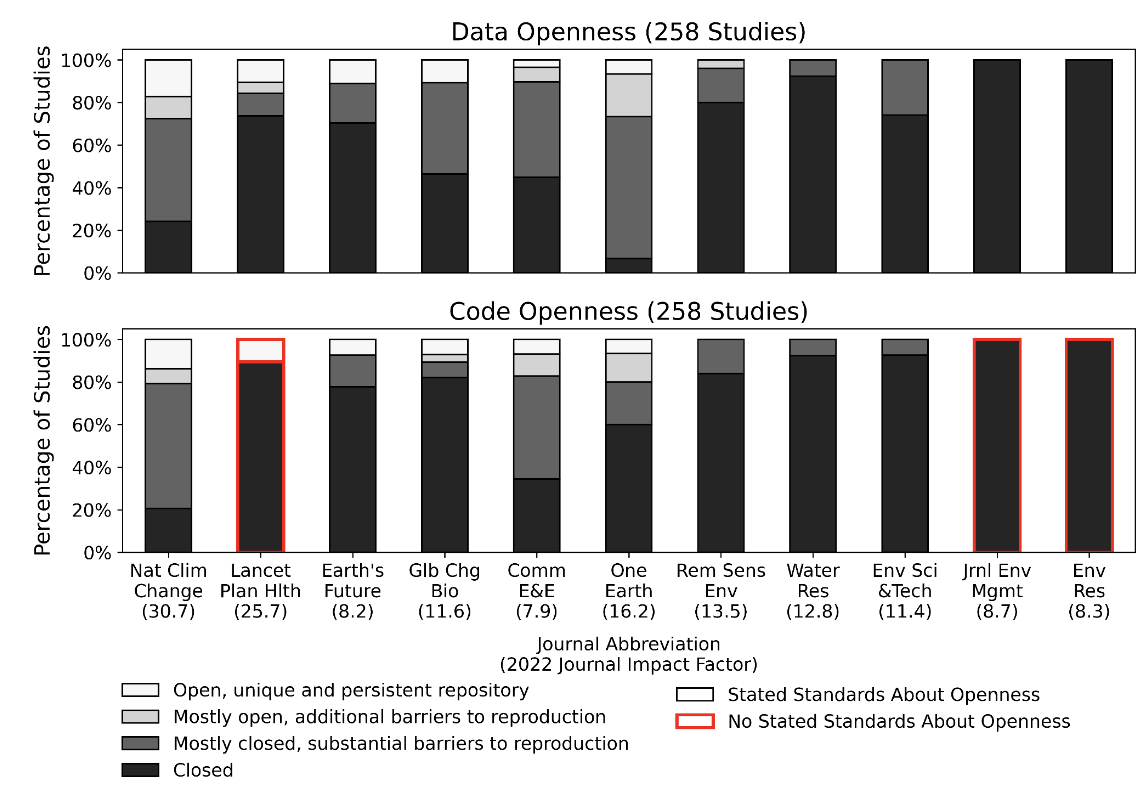 Data Openness (258 Studies)
Percentage of Studies
100%
80%
60%
40%
20%
0%
Code Openness (258 Studies)
Percentage of Studies
100%
80%
60%
40%
20%
0%
Nat Clim Change (30.7)
Lancet Plan Hlth (25.7)
Earth's Future (8.2)
Glb Chg Bio (11.6)
Comm E&E (7.9)
One Earth (16.2)
Rem Sens Env (13.5)
Water Res (12.8)
Env Sci &Tech (11.4)
Jrnl Env Mgmt (8.7)
Env Res (8.3)
Journal Abbreviation
(2022 Journal Impact Factor)
Open, unique and persistent repository
Mostly open, additional barriers to reproduction
Mostly closed, substantial barriers to reproduction
Closed
Stated Standards About Openness
No Stated Standards About Openness